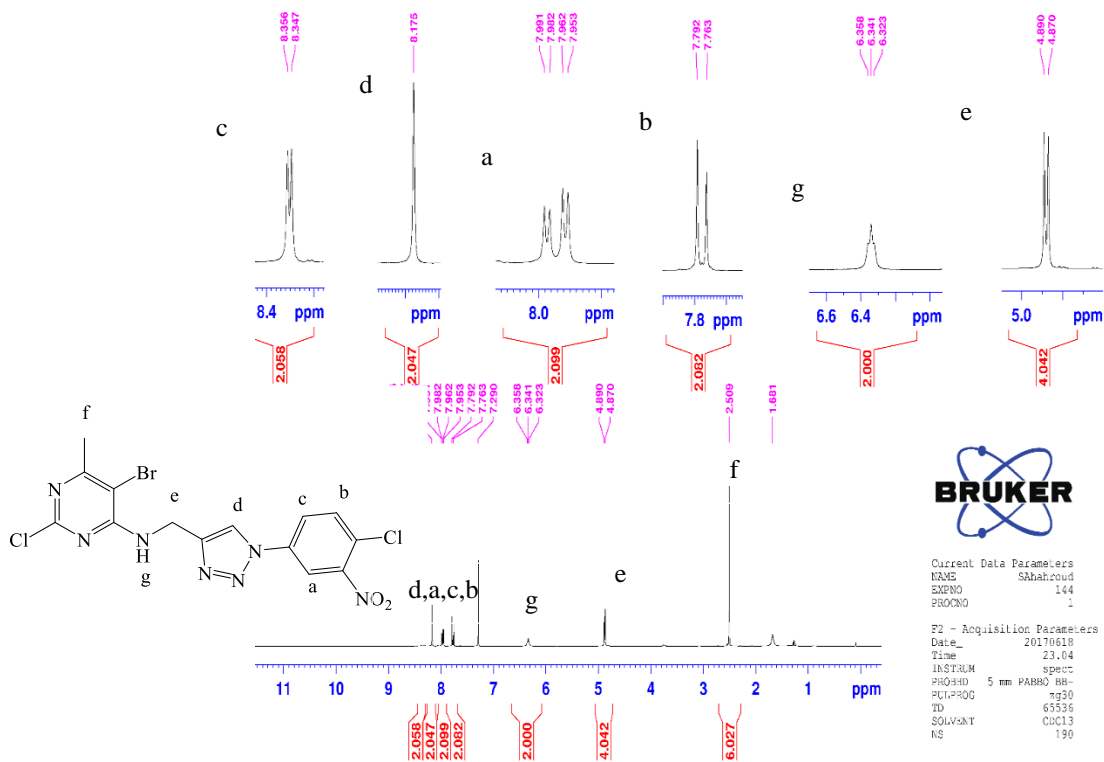 8.356
8.347
8.175
7.991
7.982
7.962
7.953
7.792
7.763
6.358
6.341
6.323
4.890
4.870
c
d
a
b
g
e
8.4 ppm
ppm
8.0 ppm
7.8 ppm
6.6 6.4 ppm
5.0 ppm
2.058
2.047
2.099
2.082
2.000
4.042
7.982
7.962
7.953
7.792
7.763
7.290
6.358
6.341
6.323
4.890
4.870
2.509
1.681
f
Br
N
Cl
N
N
H
g
e
d
N
N
N
c
b
Cl
a
NO2
d,a,c,b
g
e
f
11 10 9 8 7 6 5 4 3 2 1 ppm
2.058
2.047
2.099
2.082
2.000
4.042
6.027
BRUKER
Current Data Parameters
NAME SAhahroud
EXPNO 144
PROCNO 1
F2 - Acquisition Parameters
Date_ 20170618
Time 23.04
INSTRUM spect
PROBHD 5 mm PABBO BB-
PULPROG zg30
TD 65536
SOLVENT CDCl3
NS 190